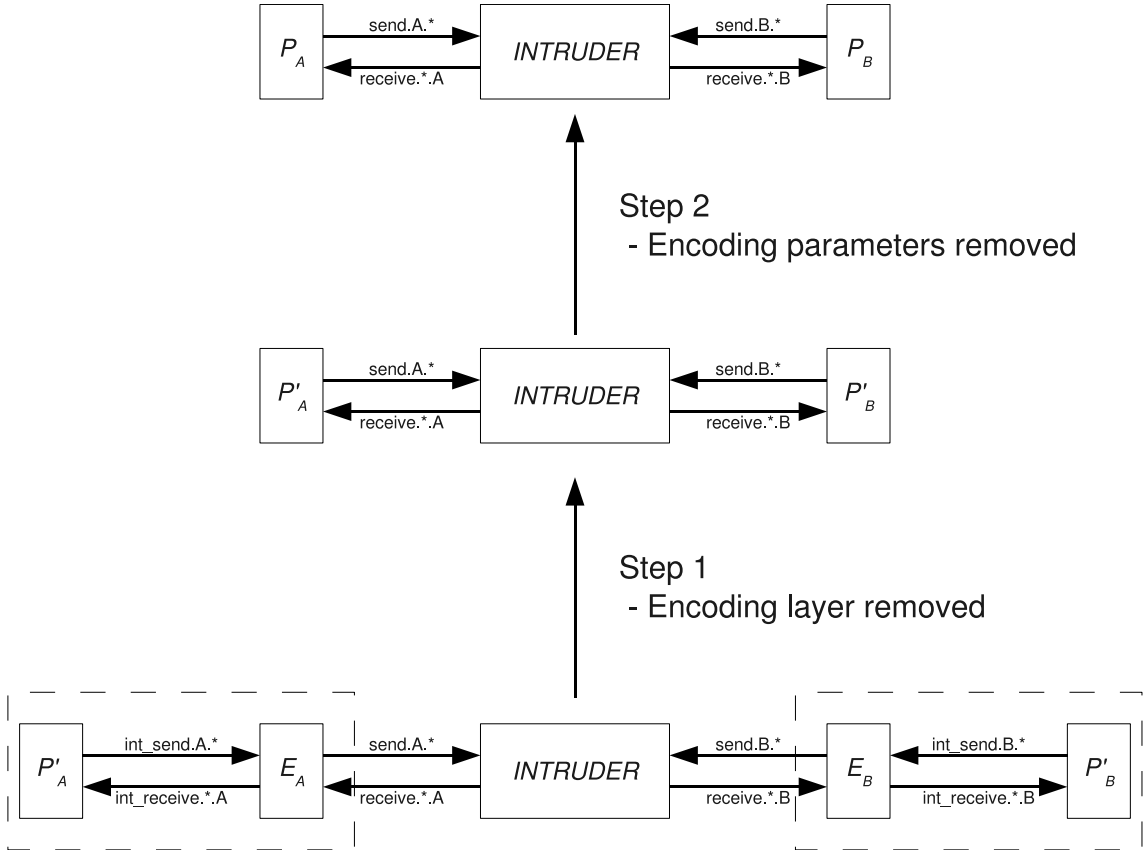 send.A.* send.B.*
P_A INTRUDER P_B
receive.*.A receive.*.B
Step 2
- Encoding parameters removed
send.A.* send.B.*
P'_A INTRUDER P'_B
receive.*.A receive.*.B
Step 1
- Encoding layer removed
int_send.A.* send.A.* send.B.* int_send.B.*
P'_A E_A INTRUDER E_B P'_B
int_receive.*.A receive.*.A receive.*.B int_receive.*.B